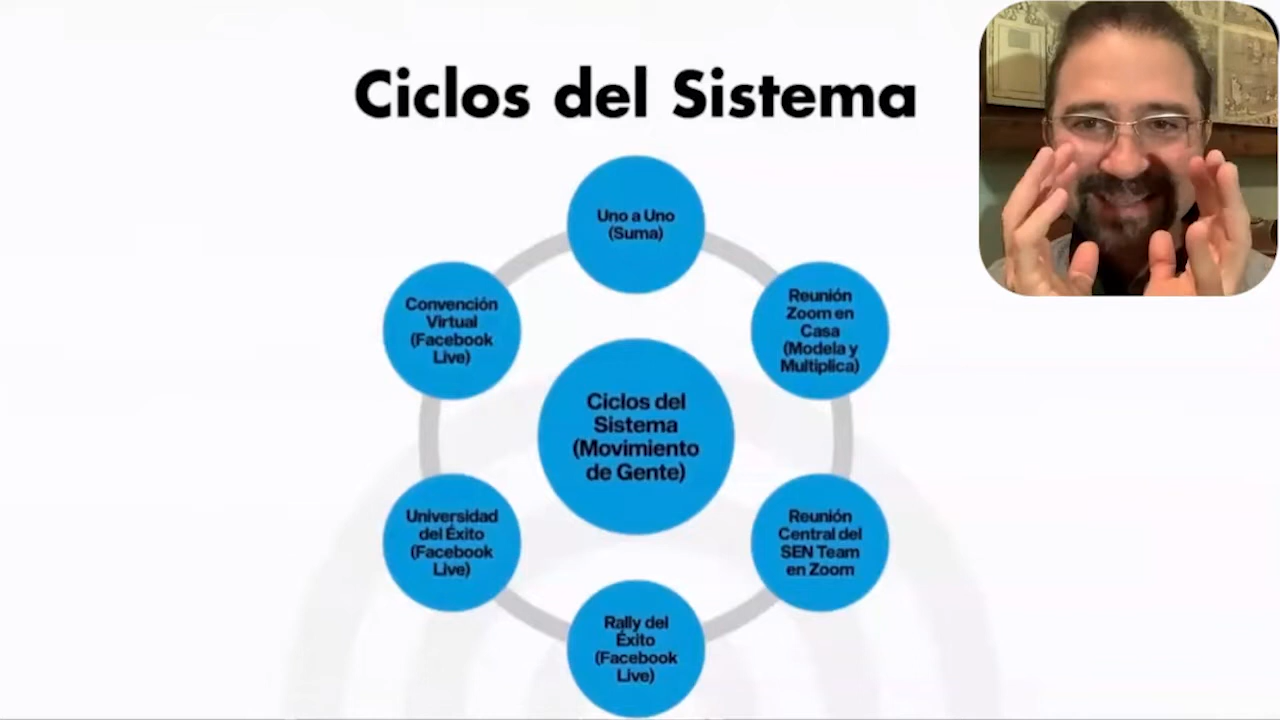 Ciclos del Sistema
Uno a Uno
(Suma)
Reunión
Zoom en
Casa
(Modela y
Multiplica)
Reunión
Central del
SEN Team
en Zoom
Rally del
Éxito
(Facebook
Live)
Universidad
del Éxito
(Facebook
Live)
Convención
Virtual
(Facebook
Live)
Ciclos del
Sistema
(Movimiento
de Gente)